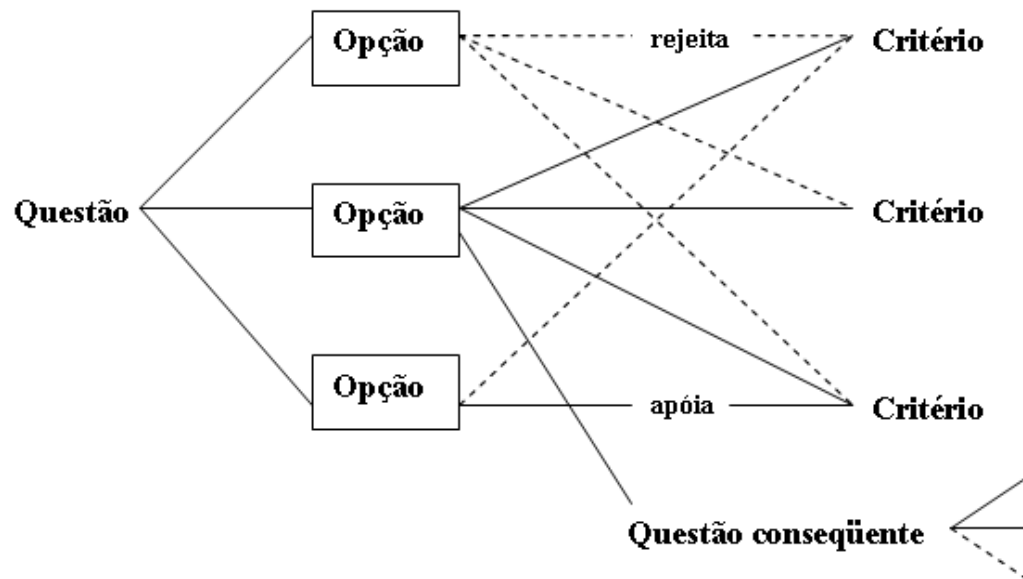 Opção
rejeita
Critério
Questão
Opção
Critério
Opção
apóia
Critério
Questão conseqüente